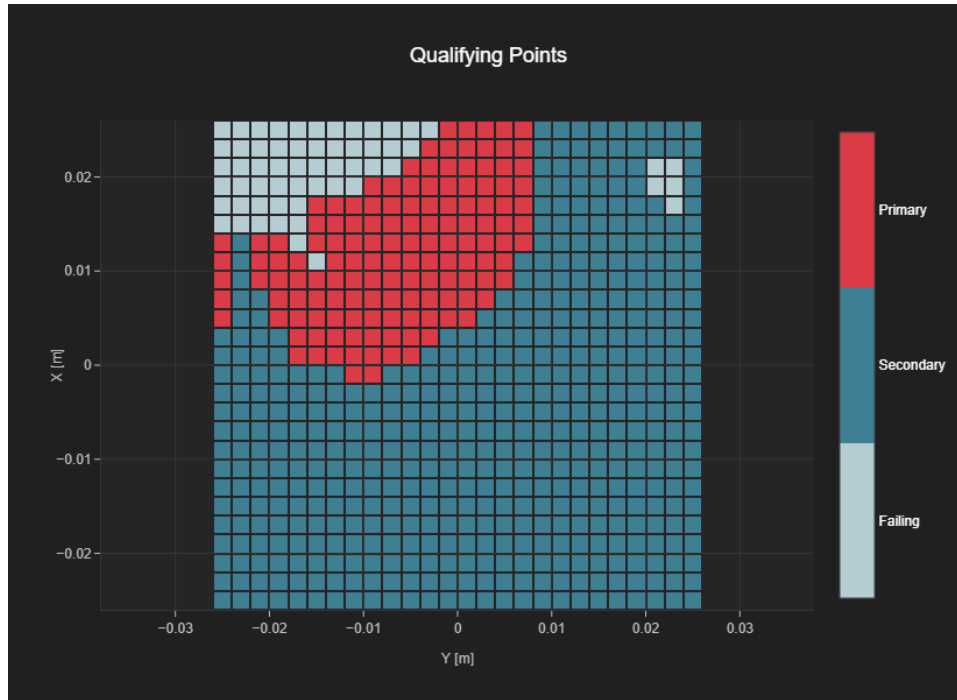 Qualifying Points
0.02
0.01
0
−0.01
−0.02
X [m]
−0.03
−0.02
−0.01
0
0.01
0.02
0.03
Y [m]
Primary
Secondary
Failing